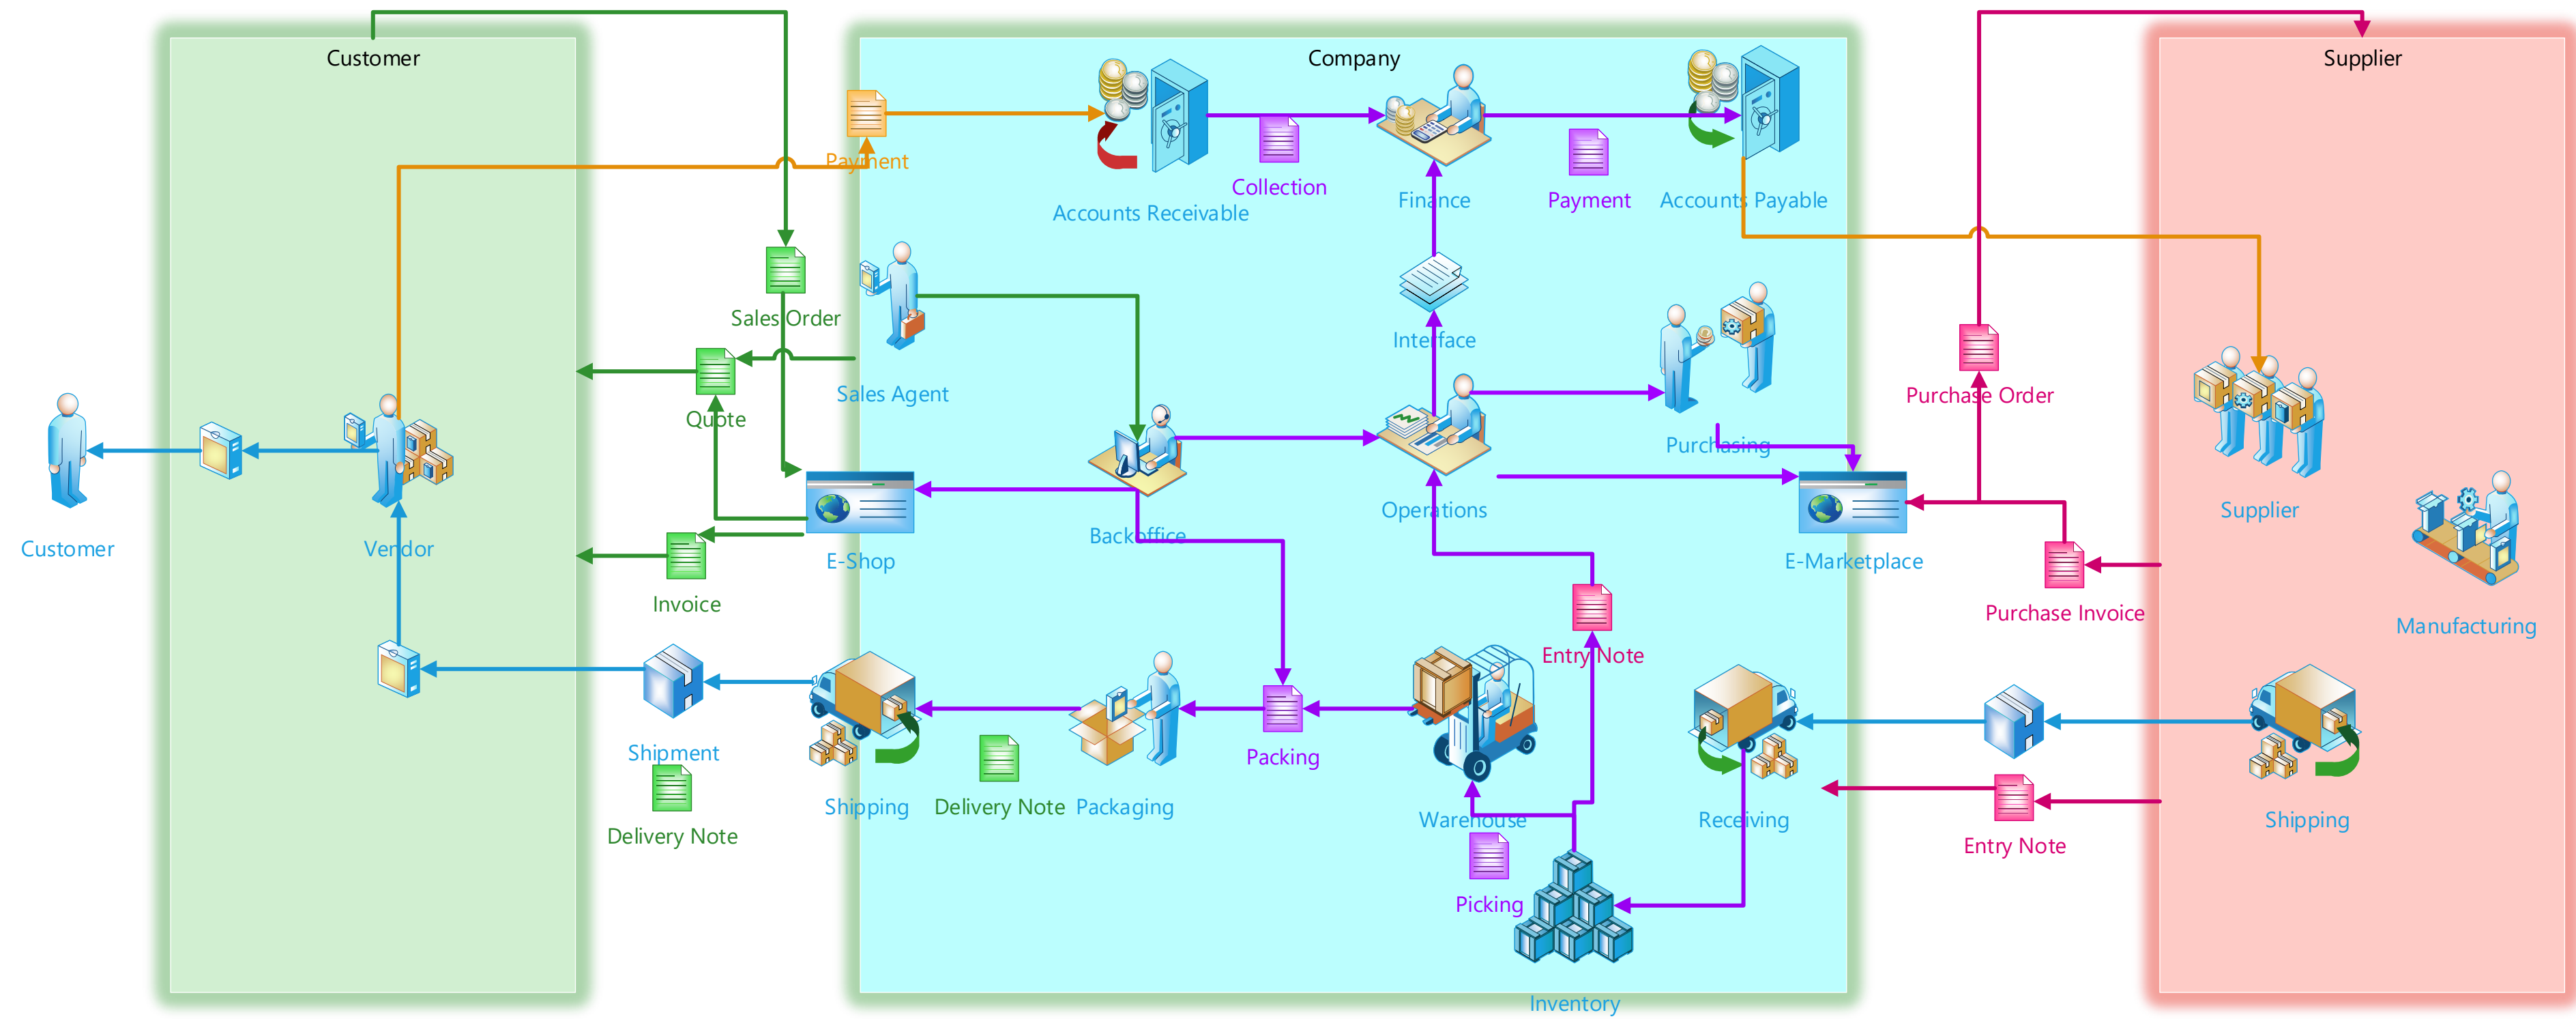 Customer
Company
Supplier
Payment
Collection
Finance
Payment
Accounts Payable
Accounts Receivable
Sales Order
Interface
Sales Agent
Quote
Purchase Order
Purchasing
Operations
Supplier
Customer
Vendor
Backoffice
E-Shop
E-Marketplace
Invoice
Purchase Invoice
Manufacturing
Entry Note
Shipment
Packing
Shipping
Delivery Note
Packaging
Warehouse
Receiving
Shipping
Delivery Note
Entry Note
Picking
Inventory